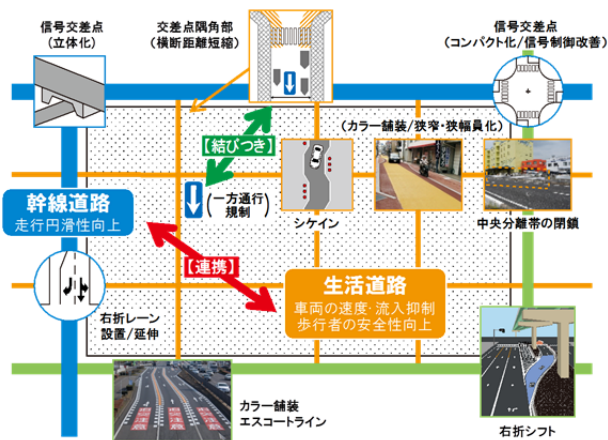 信号交差点
(立体化)
交差点隅角部
(横断距離短縮)
信号交差点
(コンパクト化/信号制御改善)
【結びつき】
(カラー舗装/狭窄・狭幅員化)
(一方通行)
規制
シケイン
中央分離帯の閉鎖
幹線道路
走行円滑性向上
【連携】
生活道路
車両の速度・流入抑制
歩行者の安全性向上
右折レーン
設置/延伸
カラー舗装
エスコートライン
右折シフト